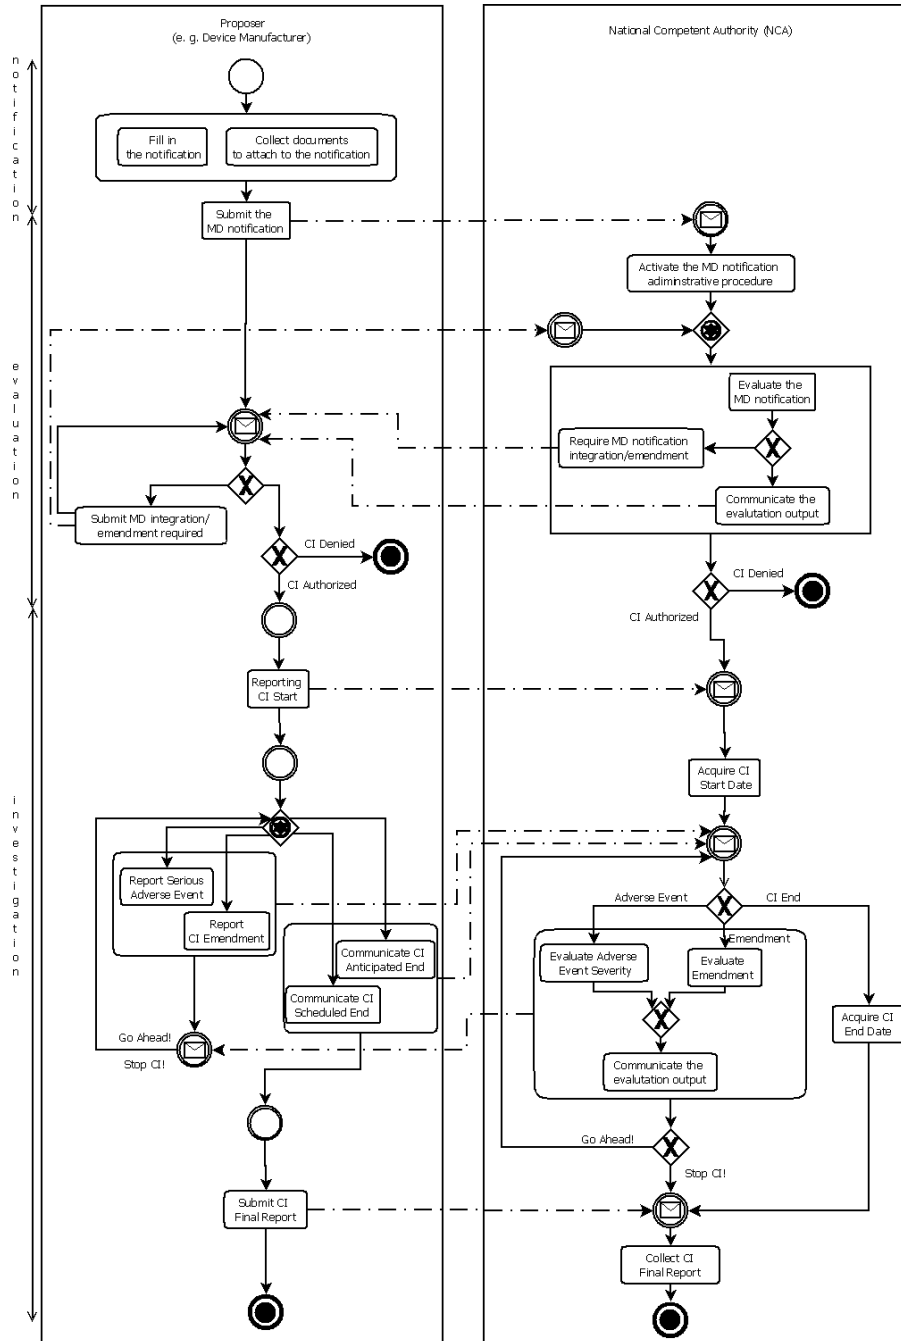 Proposer
(e. g. Device Manufacturer)
National Competent Authority (NCA)
notification
Fill in
the notification
Collect documents
to attach to the notification
Submit the
MD notification
Activate the MD notification
adiminstrative procedure
evaluation
Evaluate the
MD notification
Require MD notification
integration/emendment
Communicate the
evalutation output
Submit MD integration/
emendment required
CI Denied
CI Authorized
CI Denied
CI Authorized
Reporting
CI Start
Acquire CI
Start Date
investigation
Report Serious
Adverse Event
Report
CI Emendment
Communicate CI
Anticipated End
Communicate CI
Scheduled End
Adverse Event
CI End
Emendment
Evaluate Adverse
Event Severity
Evaluate
Emendment
Acquire CI
End Date
Go Ahead!
Stop CI!
Communicate the
evalutation output
Go Ahead!
Stop CI!
Submit CI
Final Report
Collect CI
Final Report